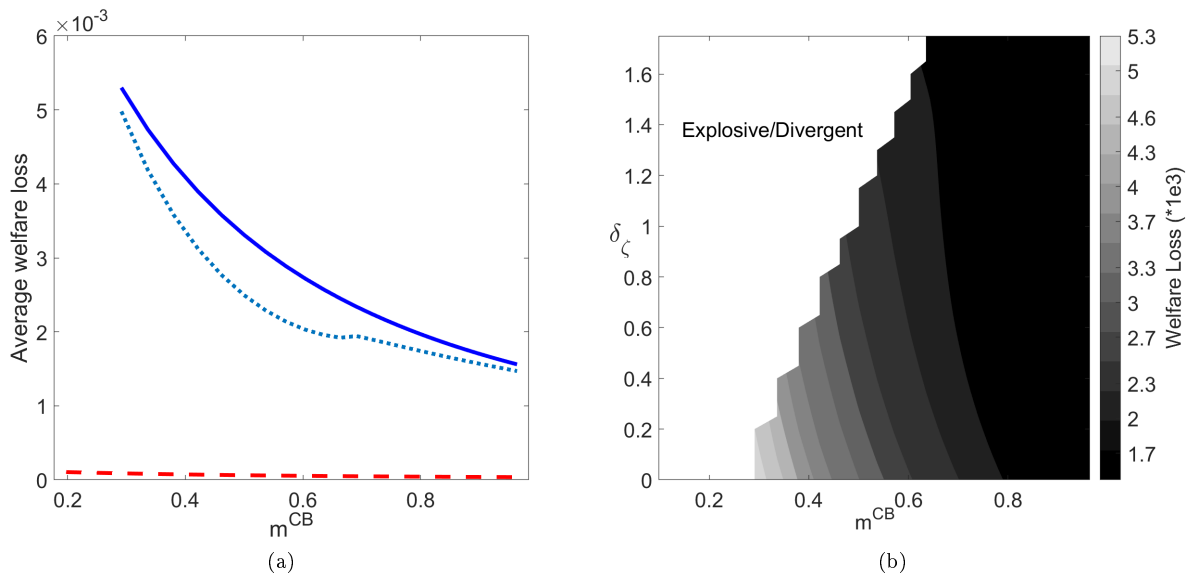 ×10⁻³
6
5
4
3
2
1
0
Average welfare loss
0.2 0.4 0.6 0.8
m^CB
(a)
1.6
1.4
1.2
1
0.8
0.6
0.4
0.2
0
δ_ζ
Explosive/Divergent
0.2 0.4 0.6 0.8
m^CB
5.3
5
4.6
4.3
4
3.7
3.3
3
2.7
2.3
2
1.7
Welfare Loss (*1e3)
(b)